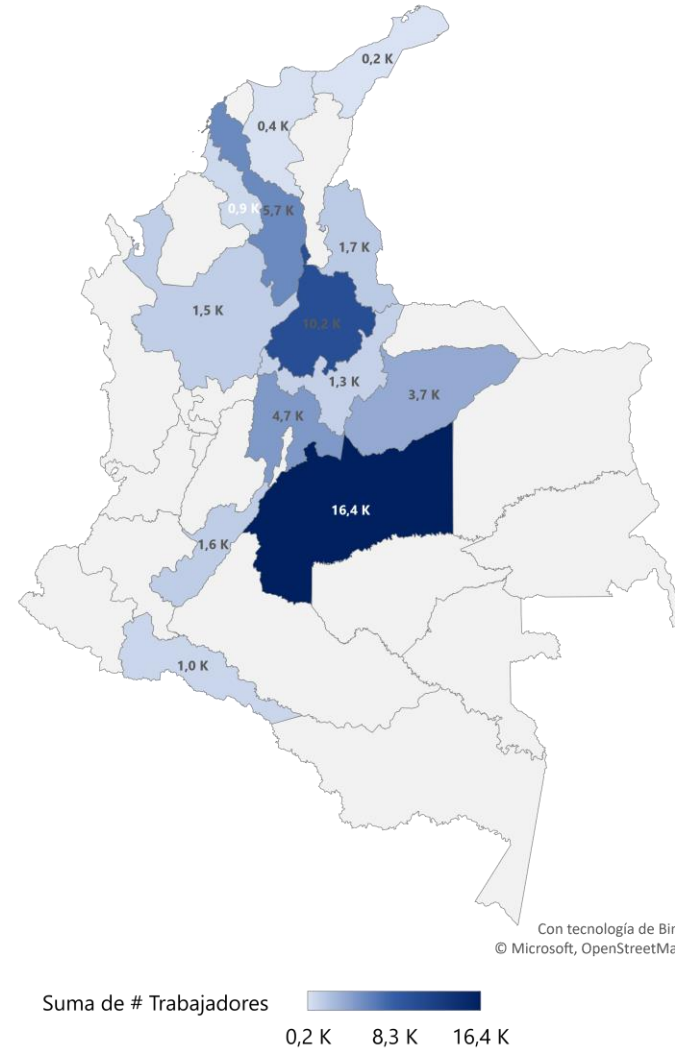 0,2 K
0,4 K
0,9 K
5,7 K
1,7 K
1,5 K
10,2 K
1,3 K
3,7 K
4,7 K
16,4 K
1,6 K
1,0 K
Con tecnología de Bin
© Microsoft, OpenStreetMa
Suma de # Trabajadores
0,2 K 8,3 K 16,4 K